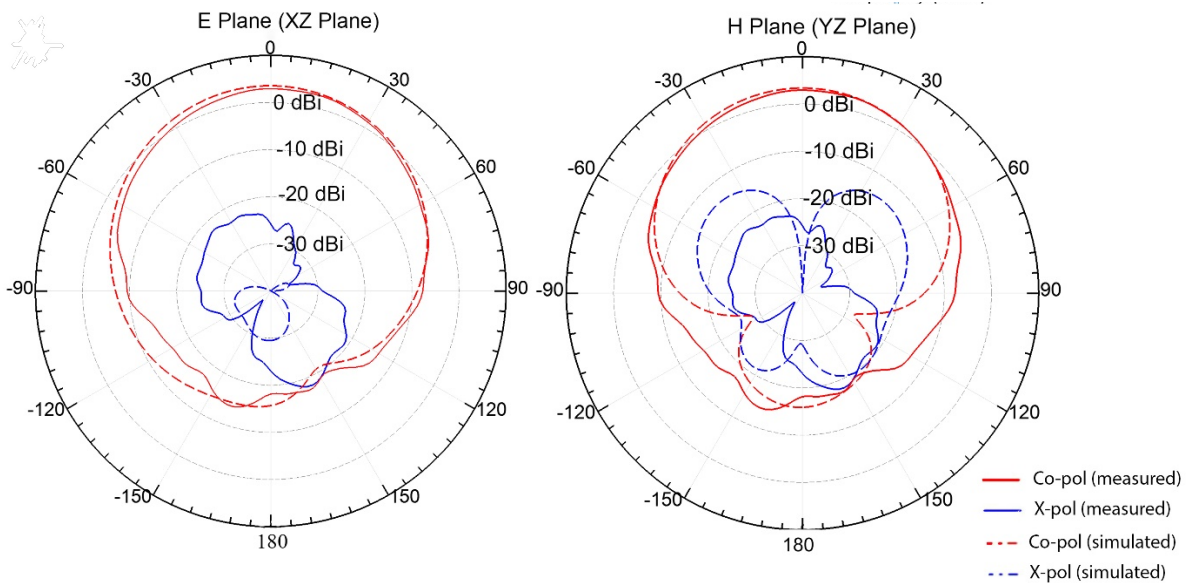 E Plane (XZ Plane)
0
-30
30
0 dBi
-60
60
-10 dBi
-20 dBi
-30 dBi
-90
90
-120
120
-150
150
180
H Plane (YZ Plane)
0
-30
30
0 dBi
-60
60
-10 dBi
-20 dBi
-30 dBi
-90
90
-120
120
-150
150
180
Co-pol (measured)
X-pol (measured)
Co-pol (simulated)
X-pol (simulated)